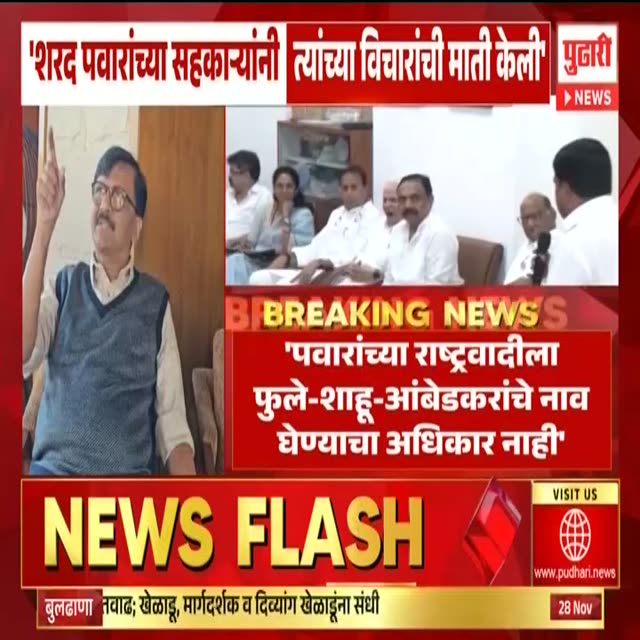 'शरद पवारांच्या सहकाऱ्यांनी त्यांच्या विचारांची माती केली'
पुढारी
NEWS
BREAKING NEWS
'पवारांच्या राष्ट्रवादीला
फुले-शाहू-आंबेडकरांचे नाव
घेण्याचा अधिकार नाही'
NEWS FLASH
VISIT US
www.pudhari.news
बुलढाणा
नवाढ; खेळाडू, मार्गदर्शक व दिव्यांग खेळाडूंना संधी
28 Nov